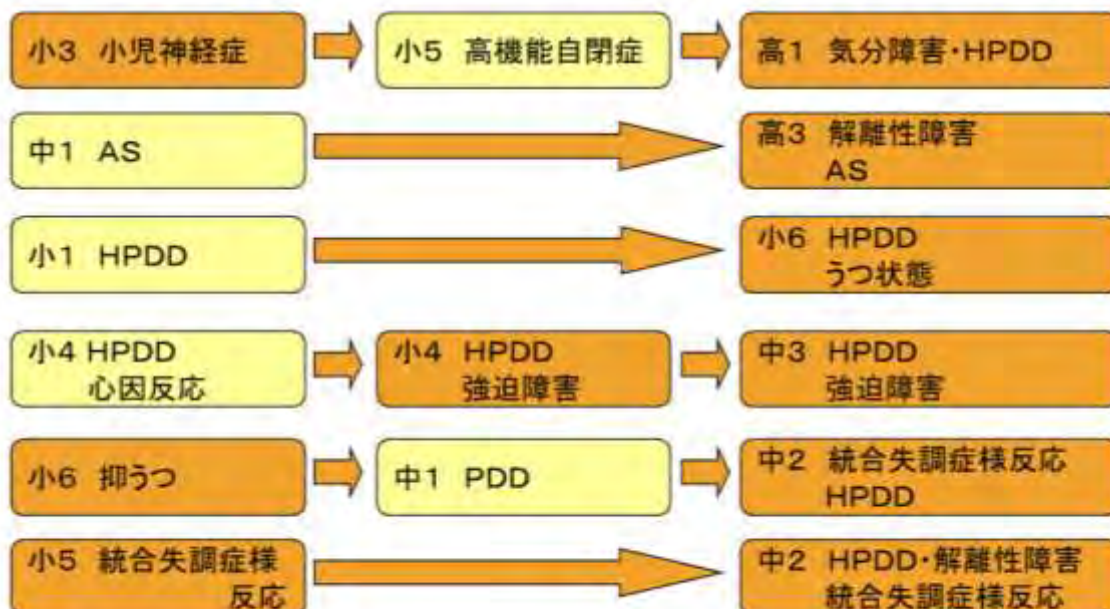 小3 小児神経症
小5 高機能自閉症
高1 気分障害・HPDD
中1 AS
高3 解離性障害
AS
小1 HPDD
小6 HPDD
うつ状態
小4 HPDD
心因反応
小4 HPDD
強迫障害
中3 HPDD
強迫障害
小6 抑うつ
中1 PDD
中2 統合失調症様反応
HPDD
小5 統合失調症様
反応
中2 HPDD・解離性障害
統合失調症様反応